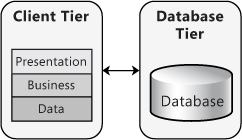 Client Tier
Presentation
Business
Data
Database
Tier
Database